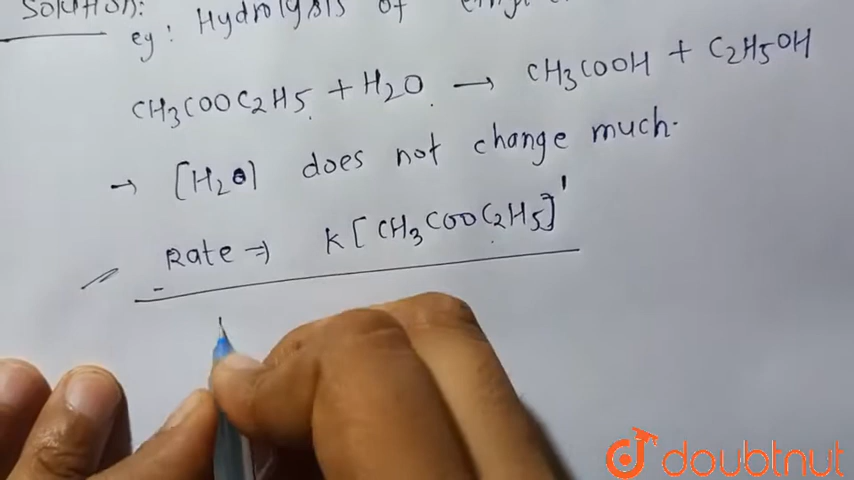 Solution:
eg: Hydrolysis of
CH3COOC2H5 + H2O → CH3COOH + C2H5OH
→ [H2O] does not change much.
Rate ⇒ K[CH3COOC2H5]'
doubtnut